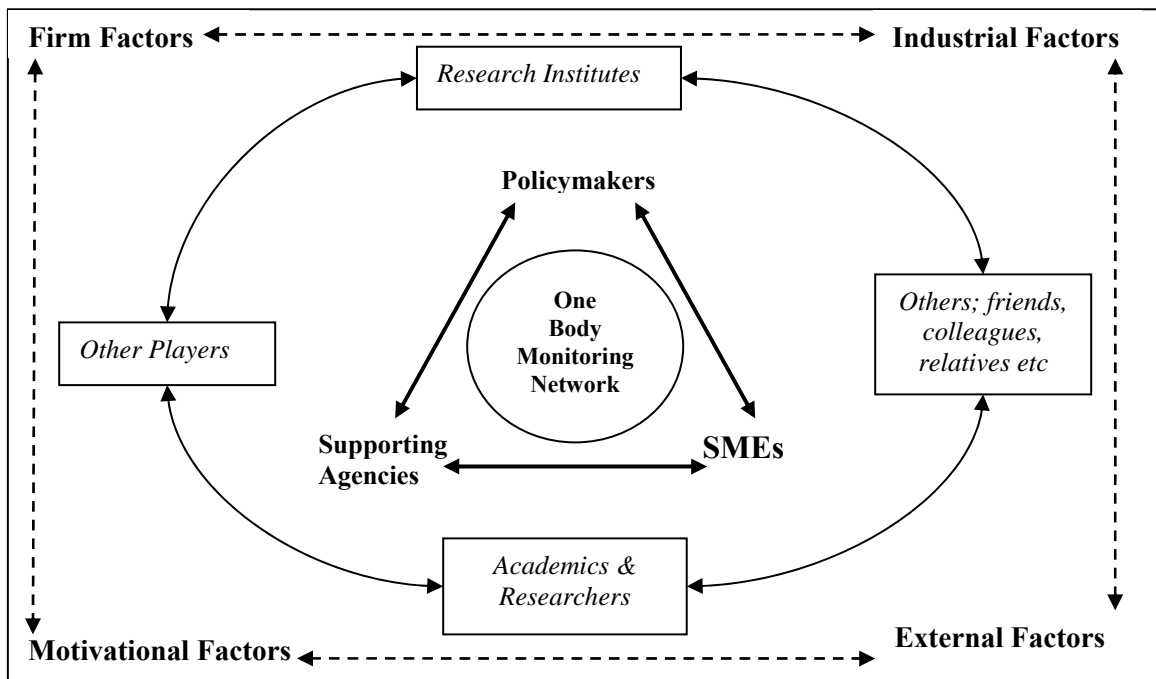 Firm Factors
Industrial Factors
Research Institutes
Policymakers
One
Body
Monitoring
Network
Other Players
Others; friends,
colleagues,
relatives etc
Supporting
Agencies
SMEs
Academics &
Researchers
Motivational Factors
External Factors